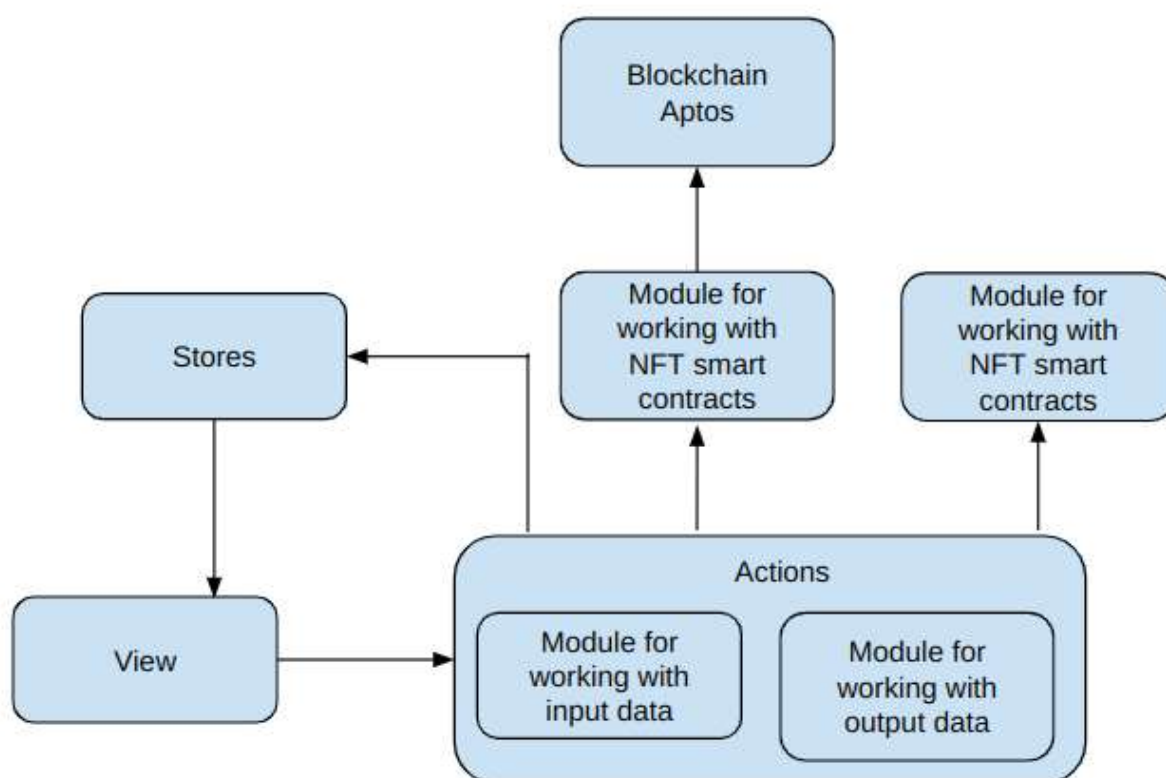 Blockchain
Aptos
Module for
working with
NFT smart
contracts
Module for
working with
NFT smart
contracts
Stores
Actions
View
Module for
working with
input data
Module for
working with
output data